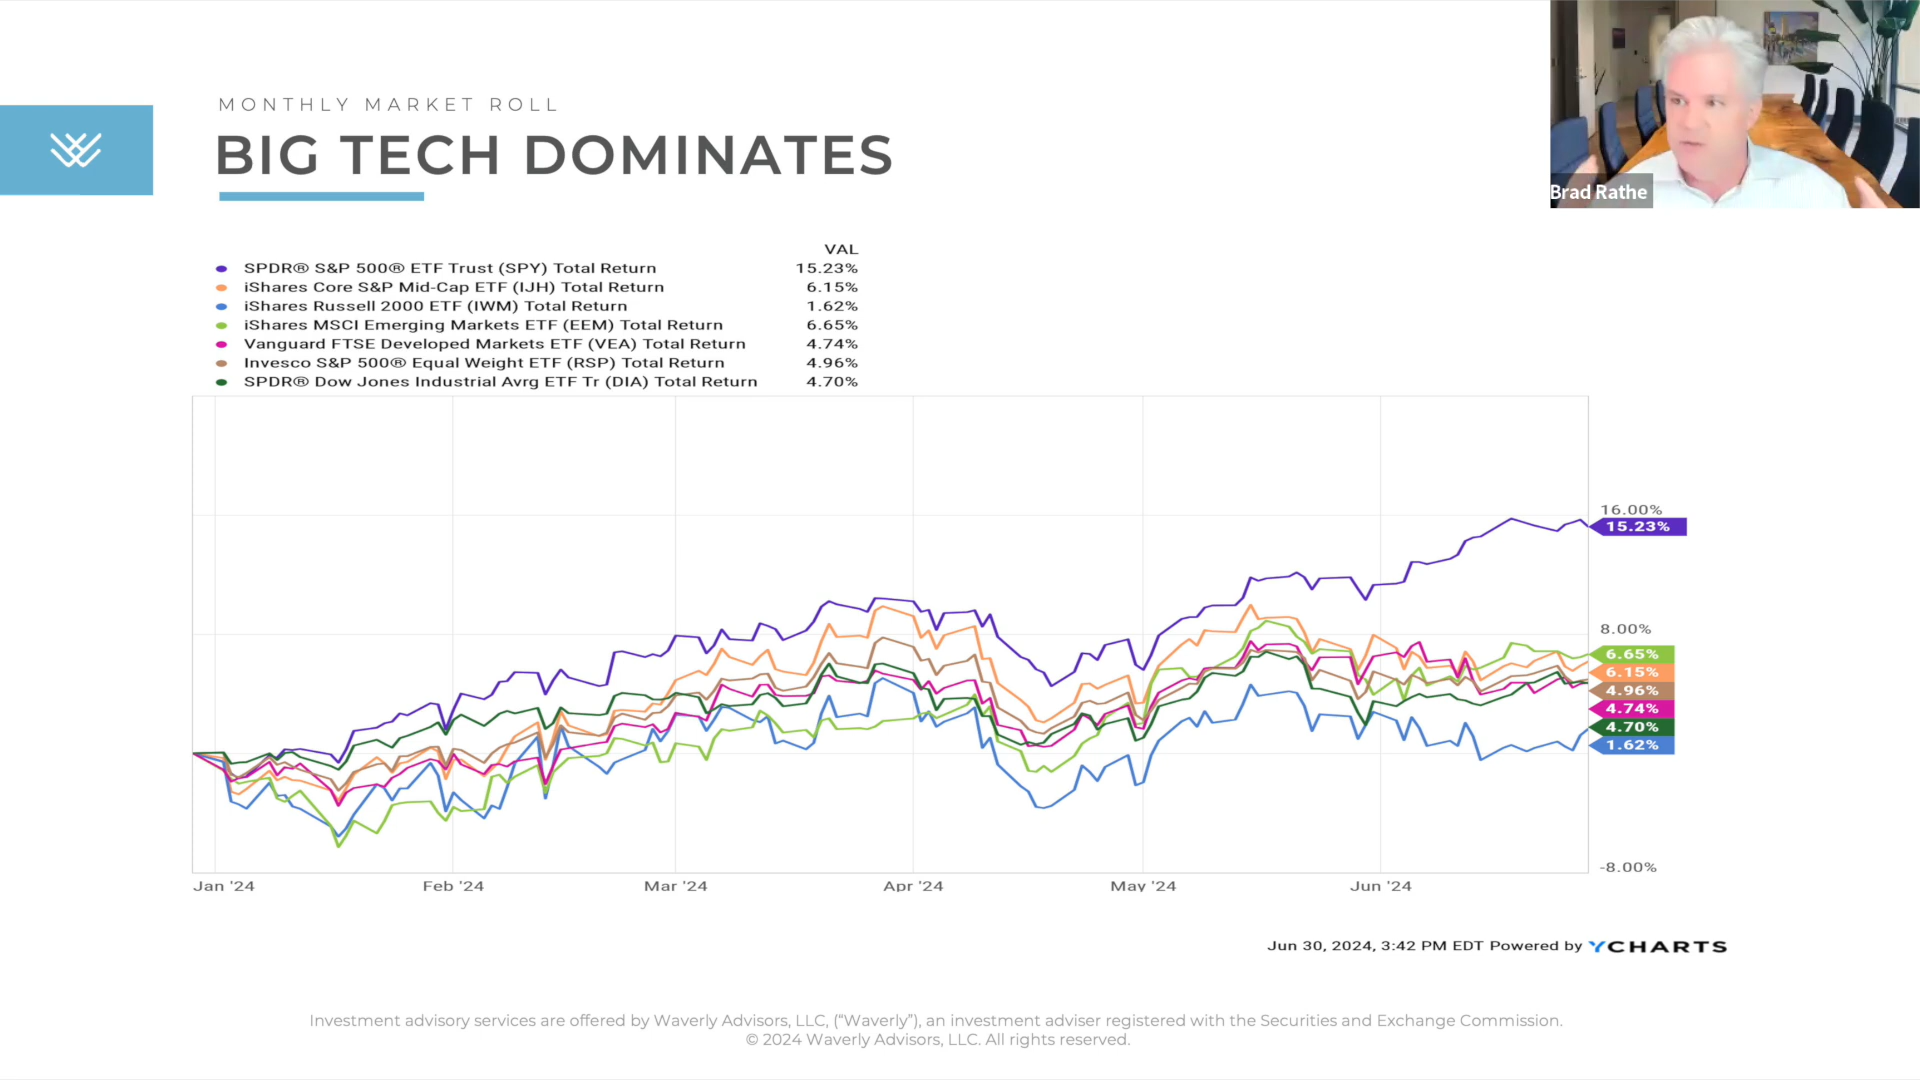 MONTHLY MARKET ROLL
BIG TECH DOMINATES
Brad Rathe
VAL
SPDR® S&P 500® ETF Trust (SPY) Total Return 15.23%
iShares Core S&P Mid-Cap ETF (IJH) Total Return 6.15%
iShares Russell 2000 ETF (IWM) Total Return 1.62%
iShares MSCI Emerging Markets ETF (EEM) Total Return 6.65%
Vanguard FTSE Developed Markets ETF (VEA) Total Return 4.74%
Invesco S&P 500® Equal Weight ETF (RSP) Total Return 4.96%
SPDR® Dow Jones Industrial Avrg ETF Tr (DIA) Total Return 4.70%
16.00%
15.23%
8.00%
6.65%
6.15%
4.96%
4.74%
4.70%
1.62%
-8.00%
Jan '24 Feb '24 Mar '24 Apr '24 May '24 Jun '24
Jun 30, 2024, 3:42 PM EDT Powered by YCHARTS
Investment advisory services are offered by Waverly Advisors, LLC, (“Waverly”), an investment adviser registered with the Securities and Exchange Commission.
© 2024 Waverly Advisors, LLC. All rights reserved.